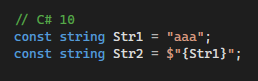 // C# 10
const string Str1 = "aaa";
const string Str2 = $"{Str1}";